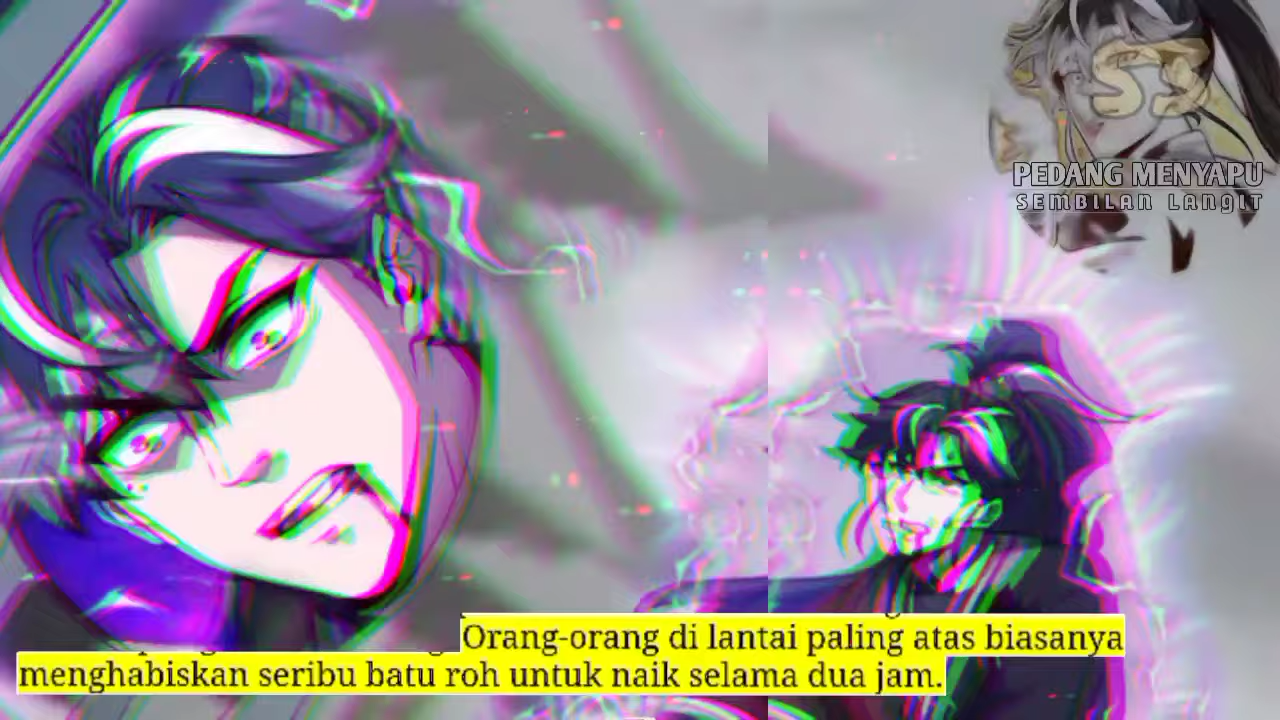 SS
PEDANG MENYAPU
SEMBILAN LANGIT
Orang-orang di lantai paling atas biasanya
menghabiskan seribu batu roh untuk naik selama dua jam.